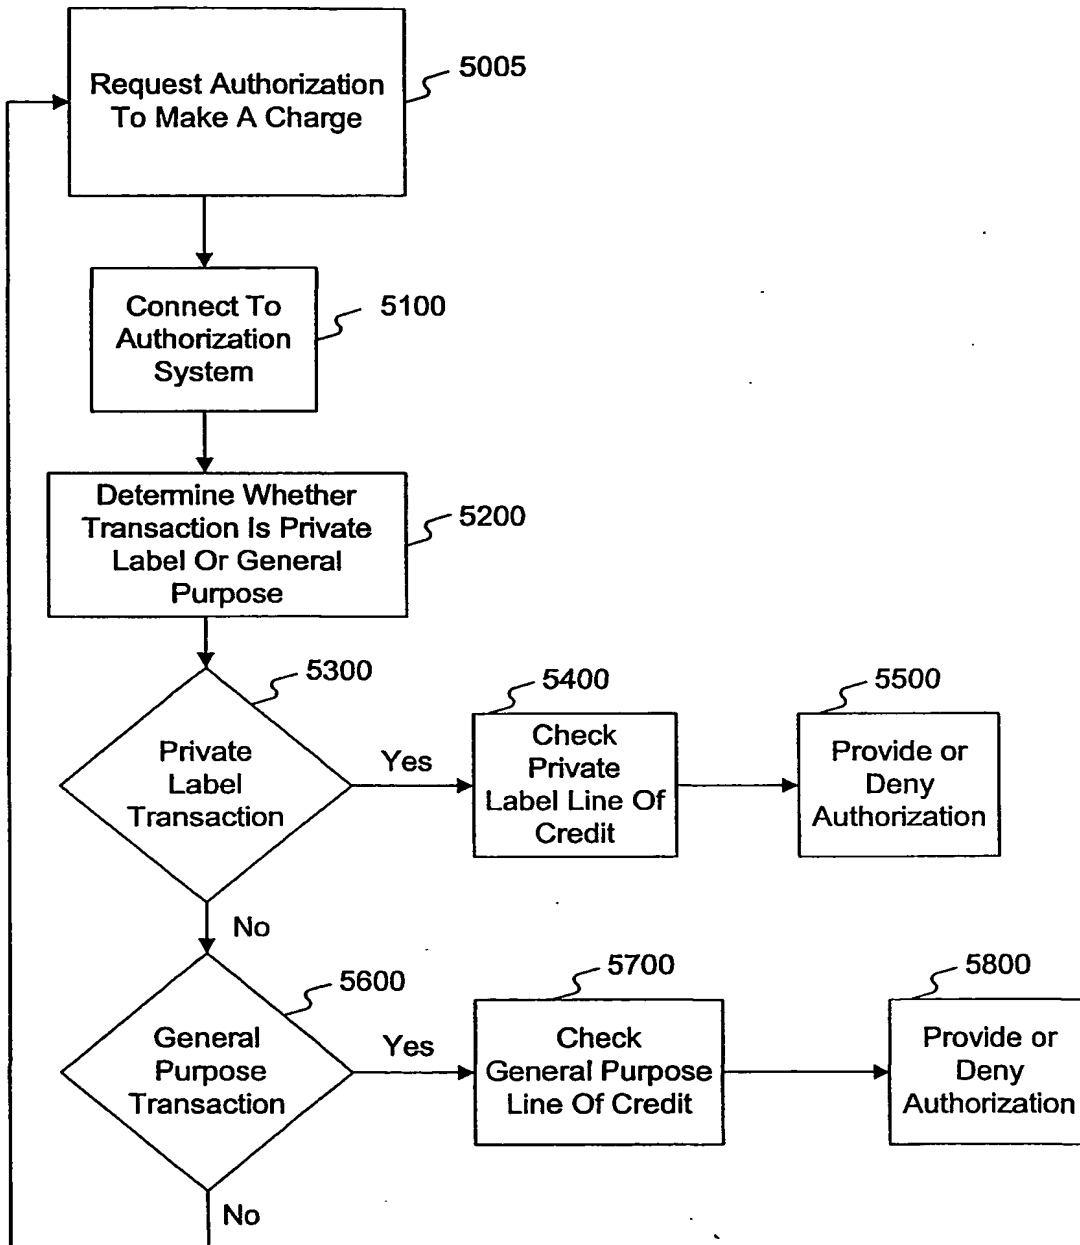 Request Authorization
To Make A Charge
5005
Connect To
Authorization
System
5100
Determine Whether
Transaction Is Private
Label Or General
Purpose
5200
Private
Label
Transaction
5300
Yes
Check
Private
Label Line Of
Credit
5400
Provide or
Deny
Authorization
5500
No
General
Purpose
Transaction
5600
Yes
Check
General Purpose
Line Of Credit
5700
Provide or
Deny
Authorization
5800
No